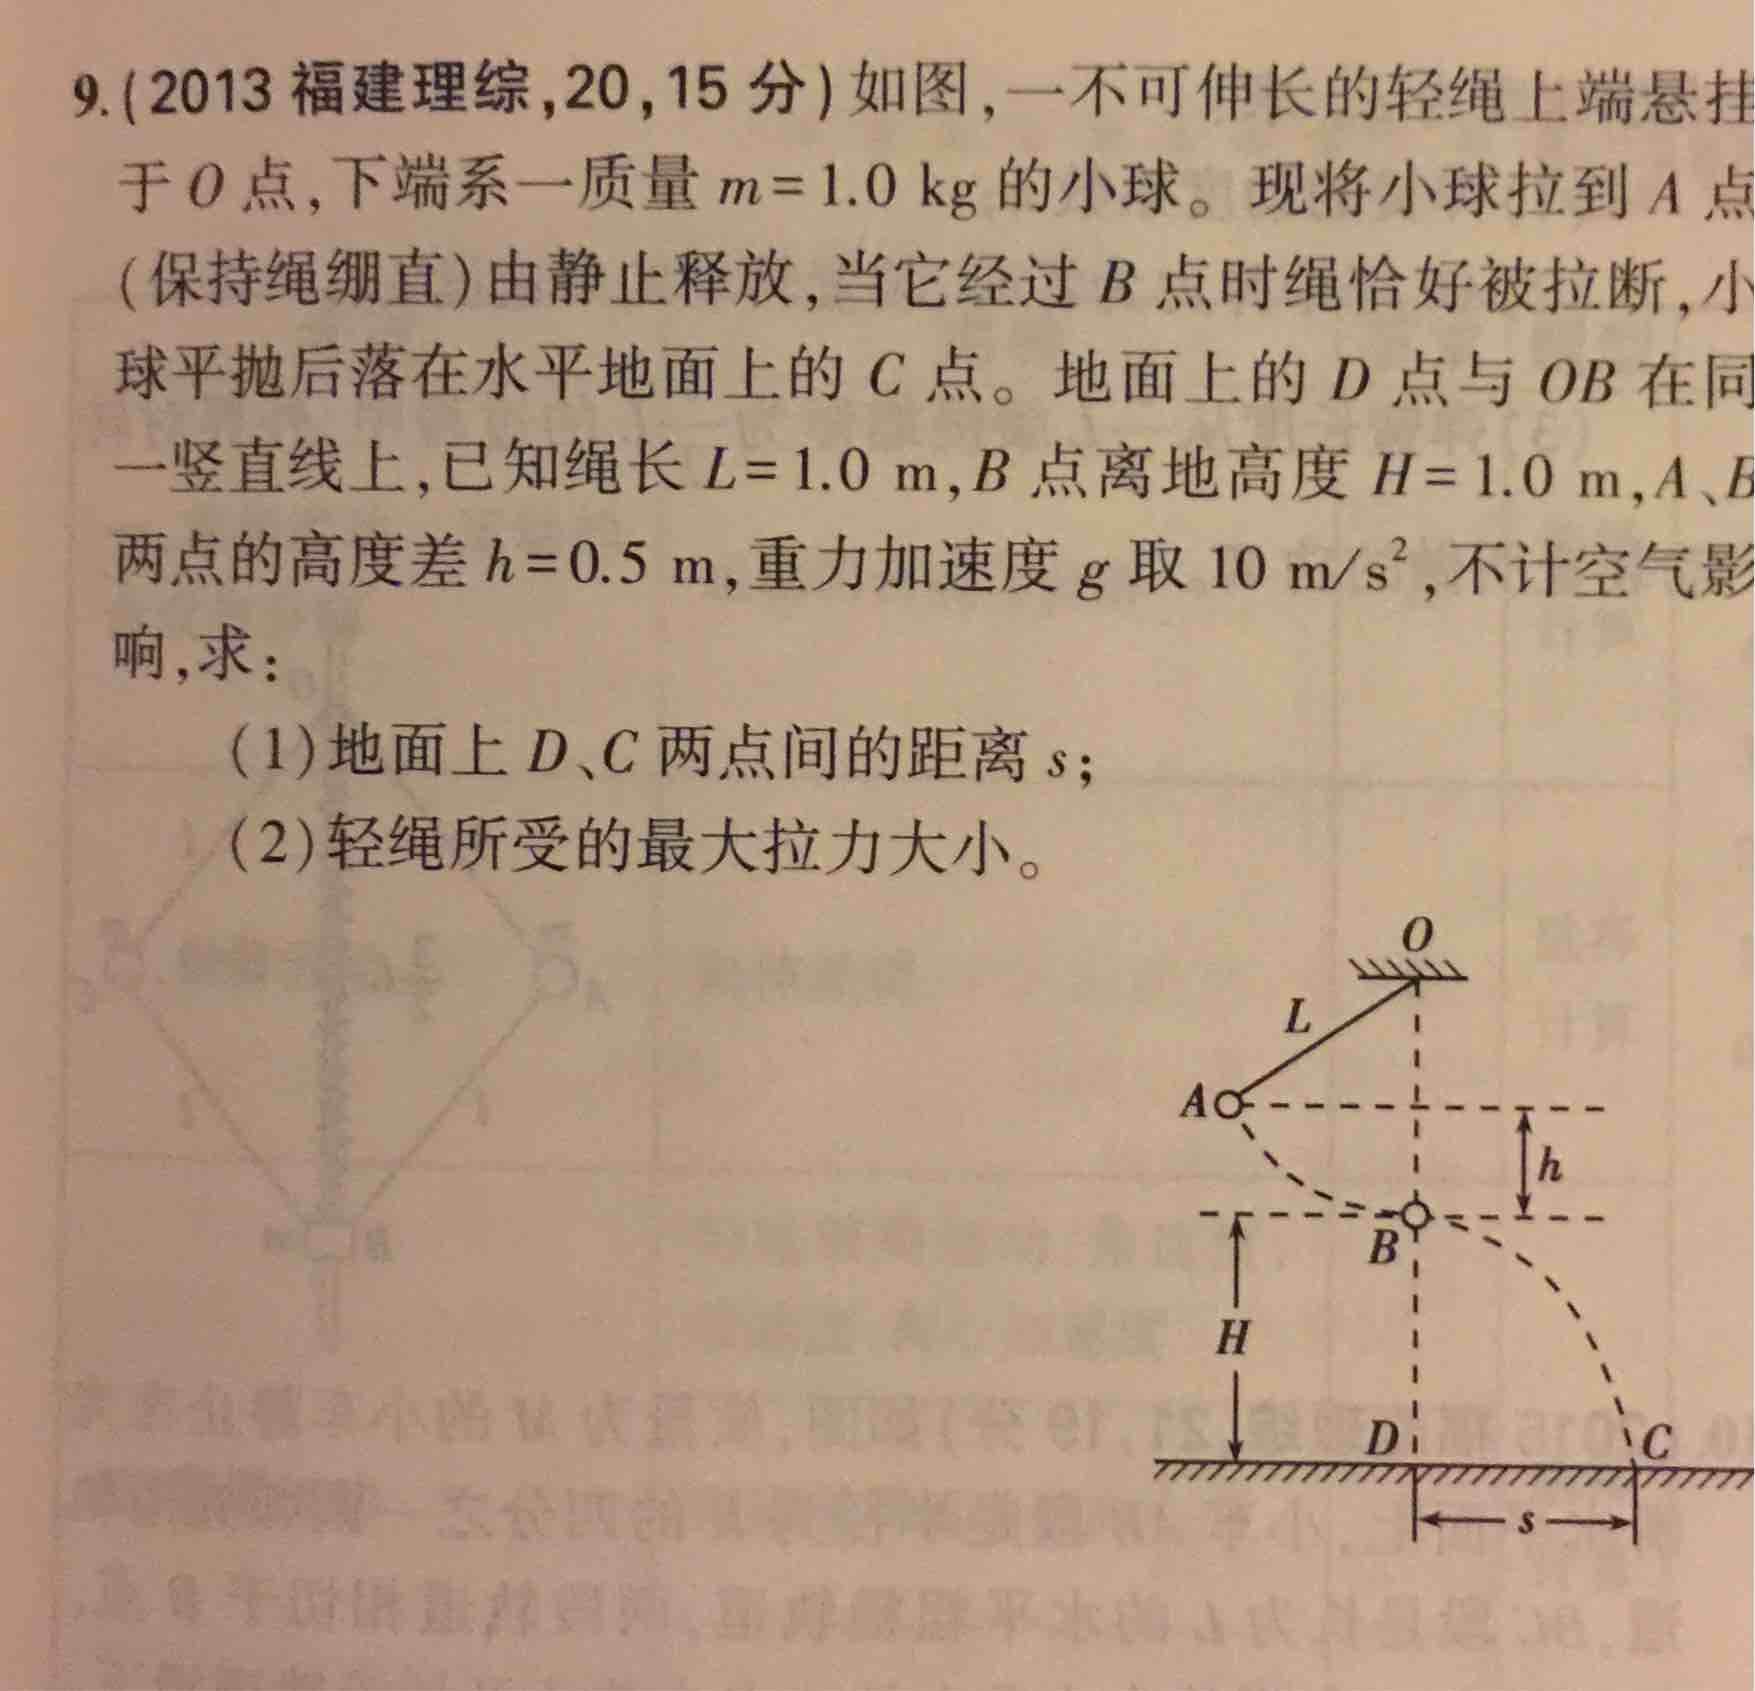 9.(2013 福建理综,20,15 分)如图,一不可伸长的轻绳上端悬挂
于 O 点,下端系一质量 m=1.0 kg 的小球。现将小球拉到 A 点
(保持绳绷直)由静止释放,当它经过 B 点时绳恰好被拉断,小
球平抛后落在水平地面上的 C 点。地面上的 D 点与 OB 在同
一竖直线上,已知绳长 L=1.0 m,B 点离地高度 H=1.0 m,A、B
两点的高度差 h=0.5 m,重力加速度 g 取 10 m/s²,不计空气影
响,求:
(1)地面上 D、C 两点间的距离 s;
(2)轻绳所受的最大拉力大小。
O
L
A
h
B
H
D
C
s